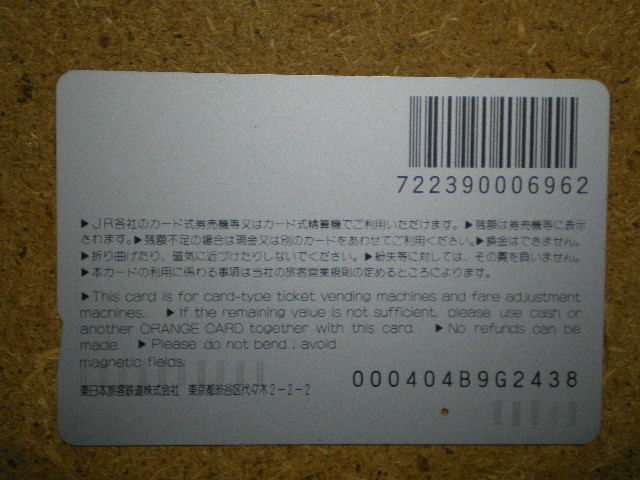 722390006962
▶JR各社のカード式券売機等又はカード式精算機でご利用いただけます。▶残額は券売機等に表示
されます。▶残額不足の場合は現金又は別のカードをあわせてご利用ください。▶換金はできません。
▶折り曲げたり、磁気に近づけたりしないでください。▶紛失等に対しては、その責を負いません。
▶本カードの利用に係わる事項は当社の旅客営業規則の定めるところによります。
▶This card is for card-type ticket vending machines and fare adjustment
machines. ▶If the remaining value is not sufficient, please use cash or
another ORANGE CARD together with this card. ▶No refunds can be
made. ▶Please do not bend ; avoid
magnetic fields.
東日本旅客鉄道株式会社 東京都渋谷区代々木2-2-2
000404B9G2438